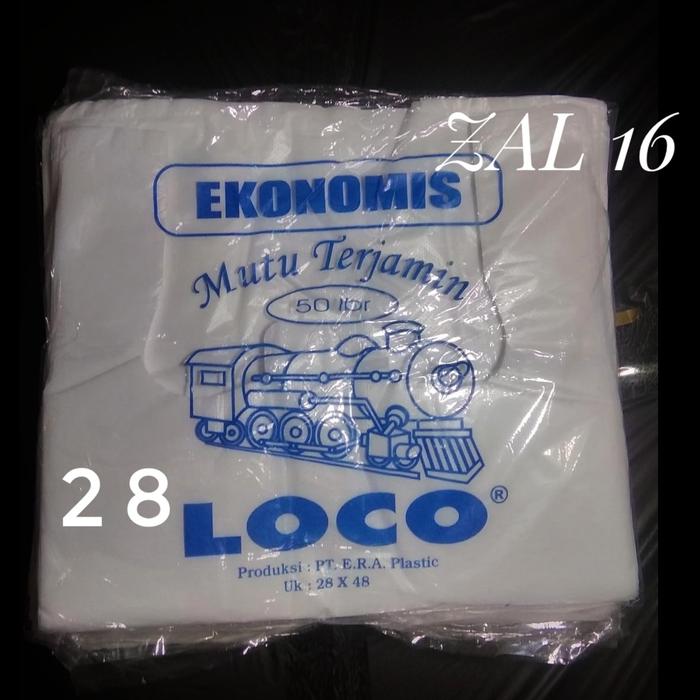 ZAL 16
EKONOMIS
Mutu Terjamin
50 lbr
28
LOCO®
Produksi : PT. E.R.A. Plastic
Uk : 28 X 48